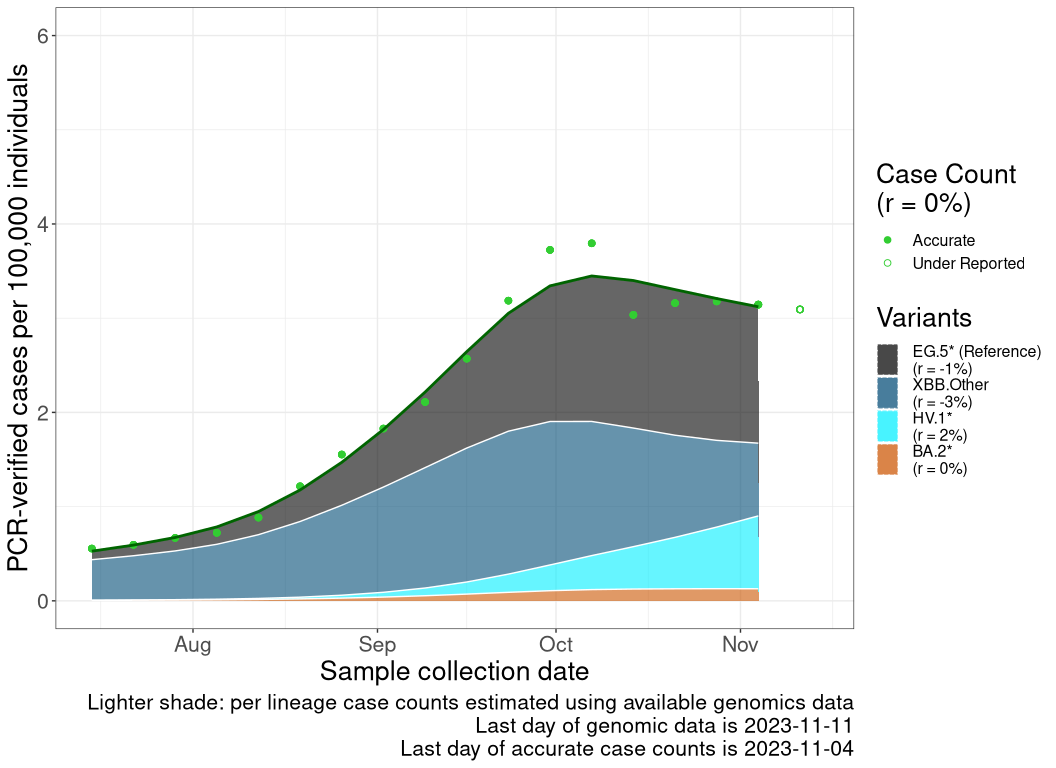 PCR-verified cases per 100,000 individuals
6
4
2
0
Aug
Sep
Oct
Nov
Sample collection date
Lighter shade: per lineage case counts estimated using available genomics data
Last day of genomic data is 2023-11-11
Last day of accurate case counts is 2023-11-04
Case Count
(r = 0%)
Accurate
Under Reported
Variants
EG.5* (Reference)
(r = -1%)
XBB.Other
(r = -3%)
HV.1*
(r = 2%)
BA.2*
(r = 0%)